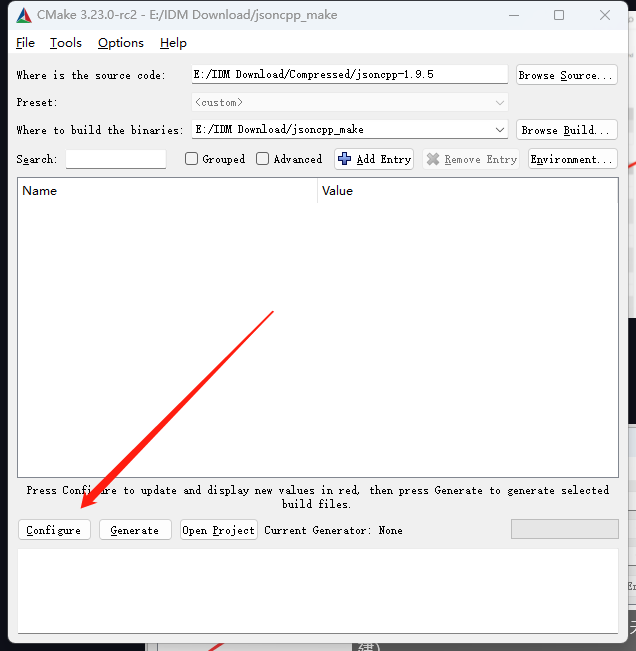 CMake 3.23.0-rc2 - E:/IDM Download/jsoncpp_make
File Tools Options Help
Where is the source code: E:/IDM Download/Compressed/jsoncpp-1.9.5 Browse Source...
Preset: <custom>
Where to build the binaries: E:/IDM Download/jsoncpp_make Browse Build...
Search: Grouped Advanced Add Entry Remove Entry Environment...
Name Value
Press Configure to update and display new values in red, then press Generate to generate selected
build files.
Configure Generate Open Project Current Generator: None